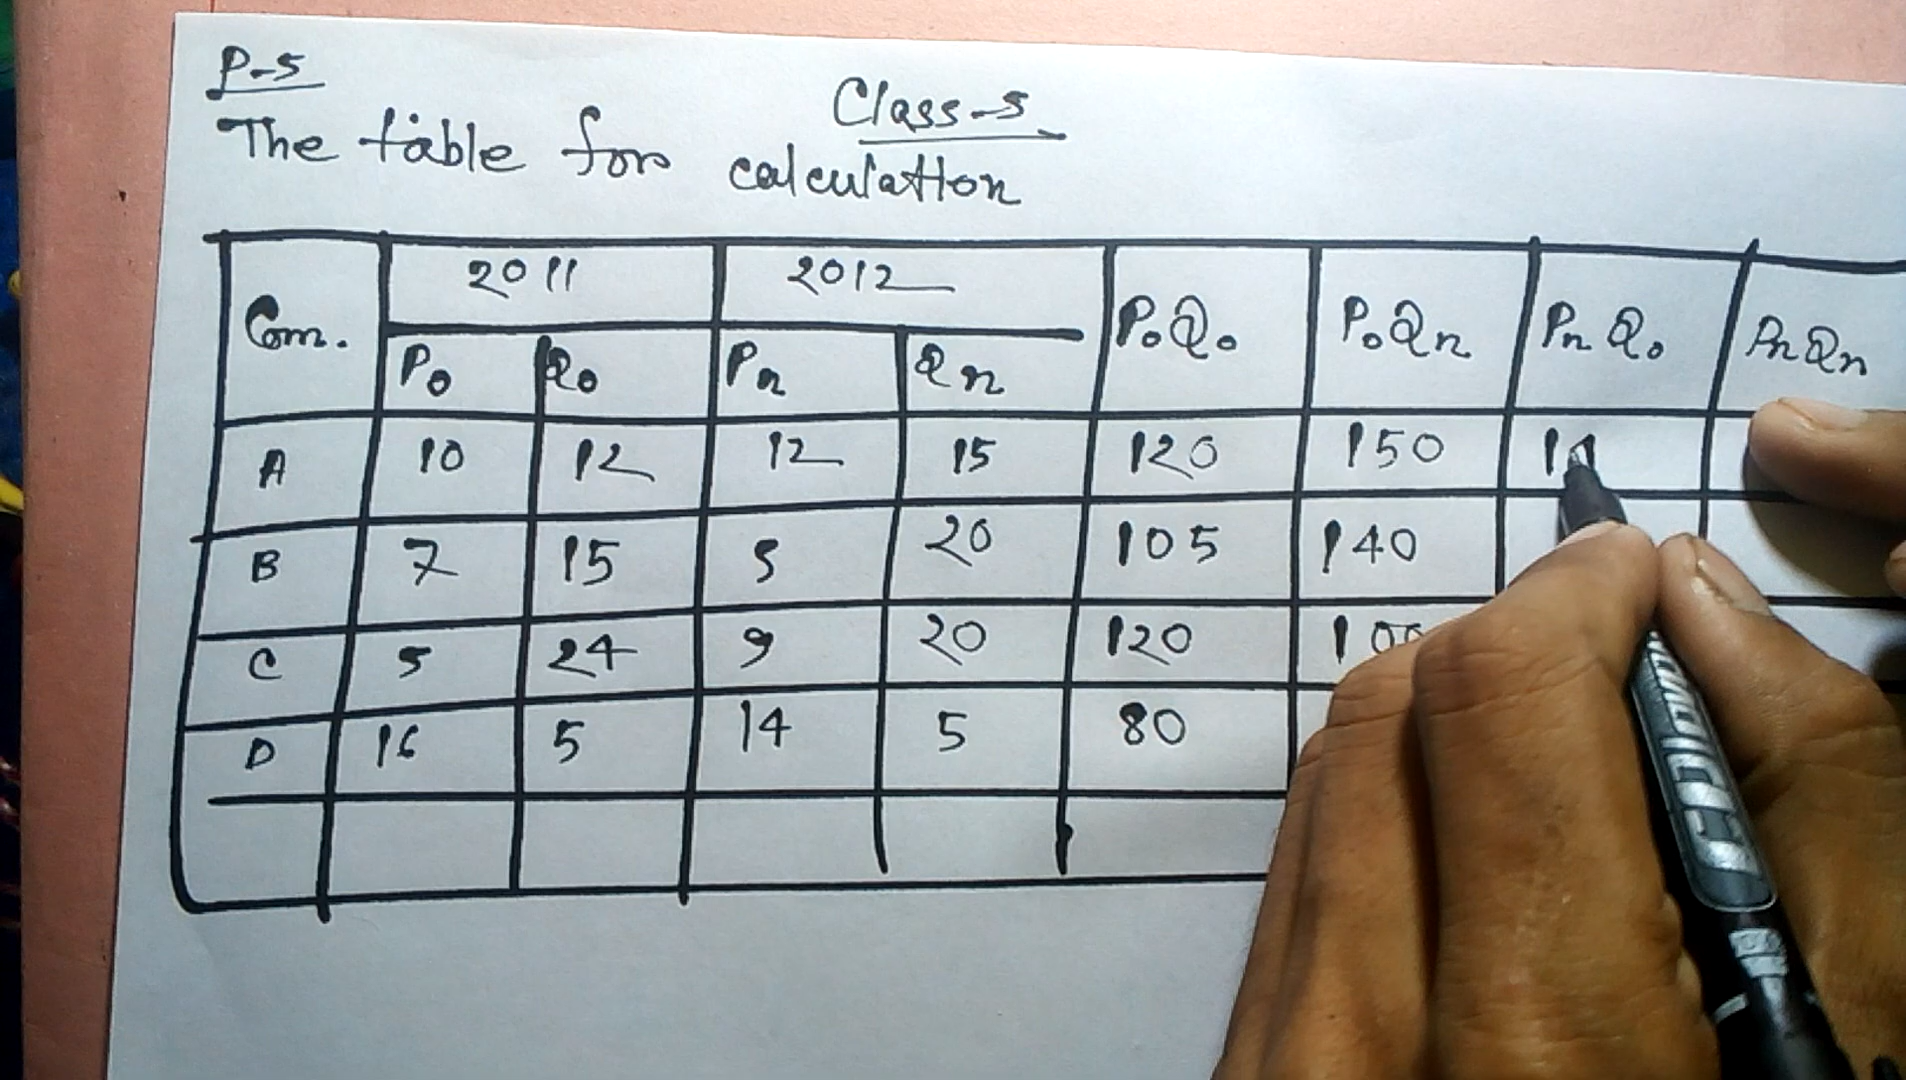 P-5
Class-5
The table for calculation
Com. 2011 2012 P₀Q₀ P₀Qn PnQ₀ PnQn
P₀ Q₀ Pn Qn
A 10 12 12 15 120 150
B 7 15 5 20 105 140
C 5 24 9 20 120 100
D 16 5 14 5 80